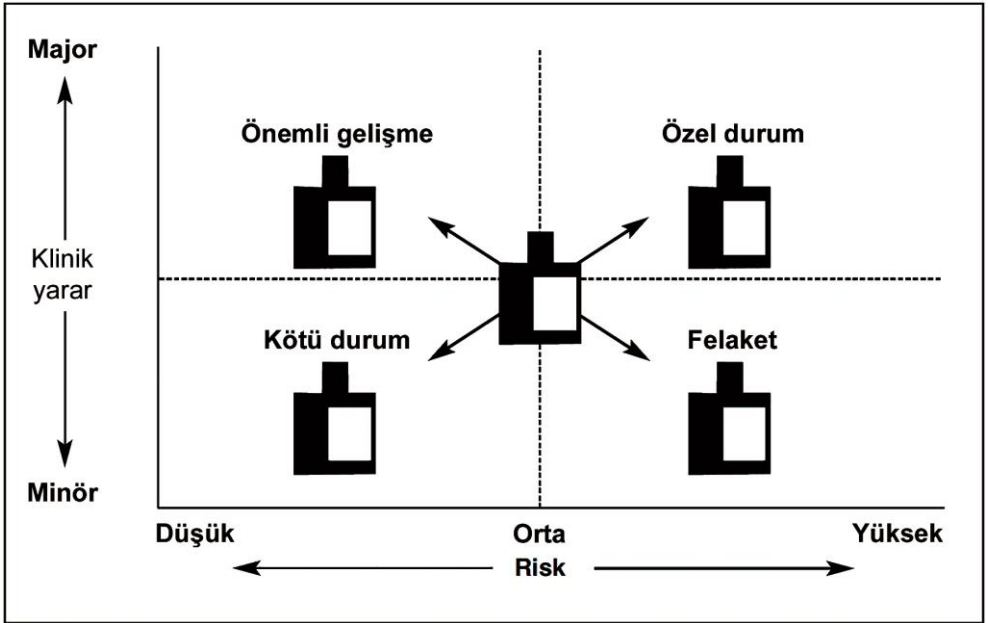 Major
Önemli gelişme
Özel durum
Klinik
yarar
Kötü durum
Felaket
Minör
Düşük
Orta
Yüksek
Risk